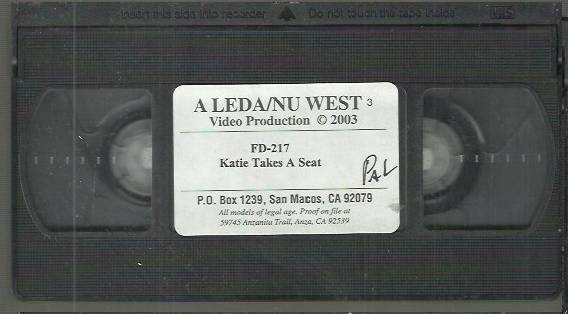 Insert this side into recorder ▲ Do not touch the tape inside VHS
A LEDA/NU WEST 3
Video Production © 2003
FD-217
Katie Takes A Seat
PAL
P.O. Box 1239, San Macos, CA 92079
All models of legal age. Proof on file at
59745 Anzanita Trail, Anza, CA 92539